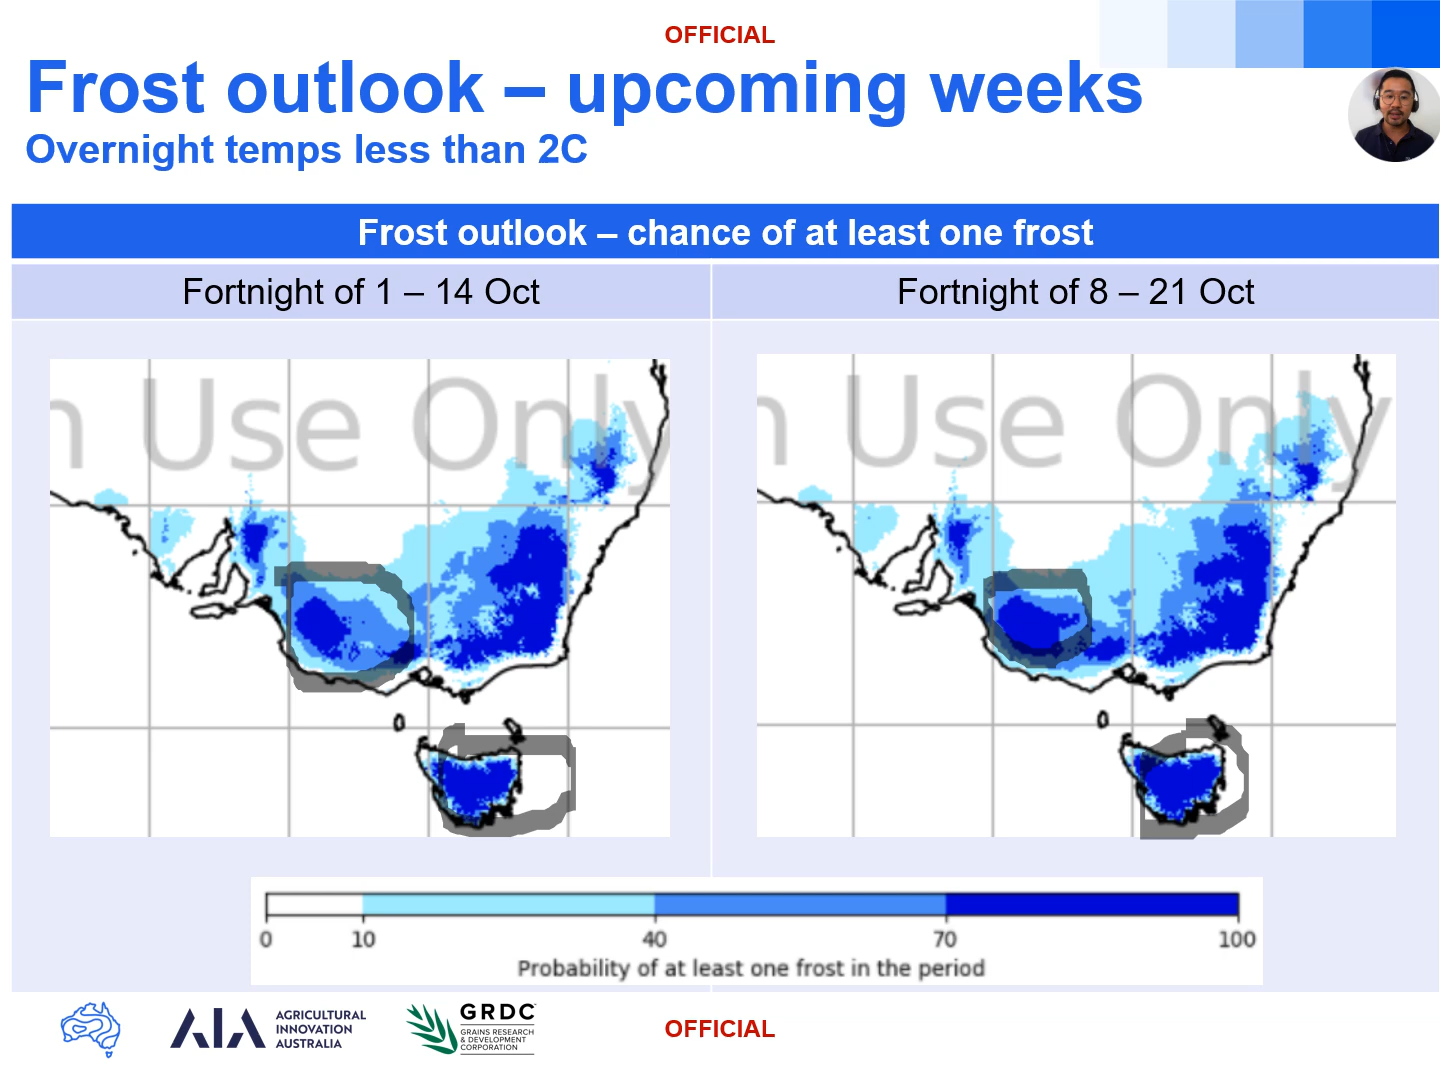 OFFICIAL
Frost outlook – upcoming weeks
Overnight temps less than 2C
Frost outlook – chance of at least one frost
Fortnight of 1 – 14 Oct
Fortnight of 8 – 21 Oct
n Use Only
n Use Only
0 10 40 70 100
Probability of at least one frost in the period
AIA
AGRICULTURAL
INNOVATION
AUSTRALIA
GRDC
GRAINS RESEARCH
& DEVELOPMENT
CORPORATION
OFFICIAL